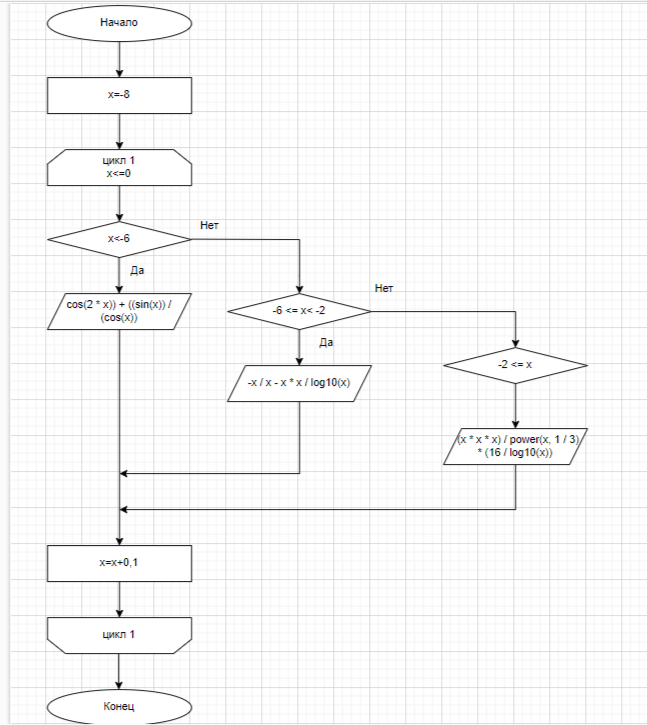 Начало
x=-8
цикл 1
x<=0
x<-6
Нет
Да
cos(2 * x)) + ((sin(x)) /
(cos(x))
-6 <= x< -2
Нет
Да
-x / x - x * x / log10(x)
-2 <= x
(x * x * x) / power(x, 1 / 3)
* (16 / log10(x))
x=x+0,1
цикл 1
Конец